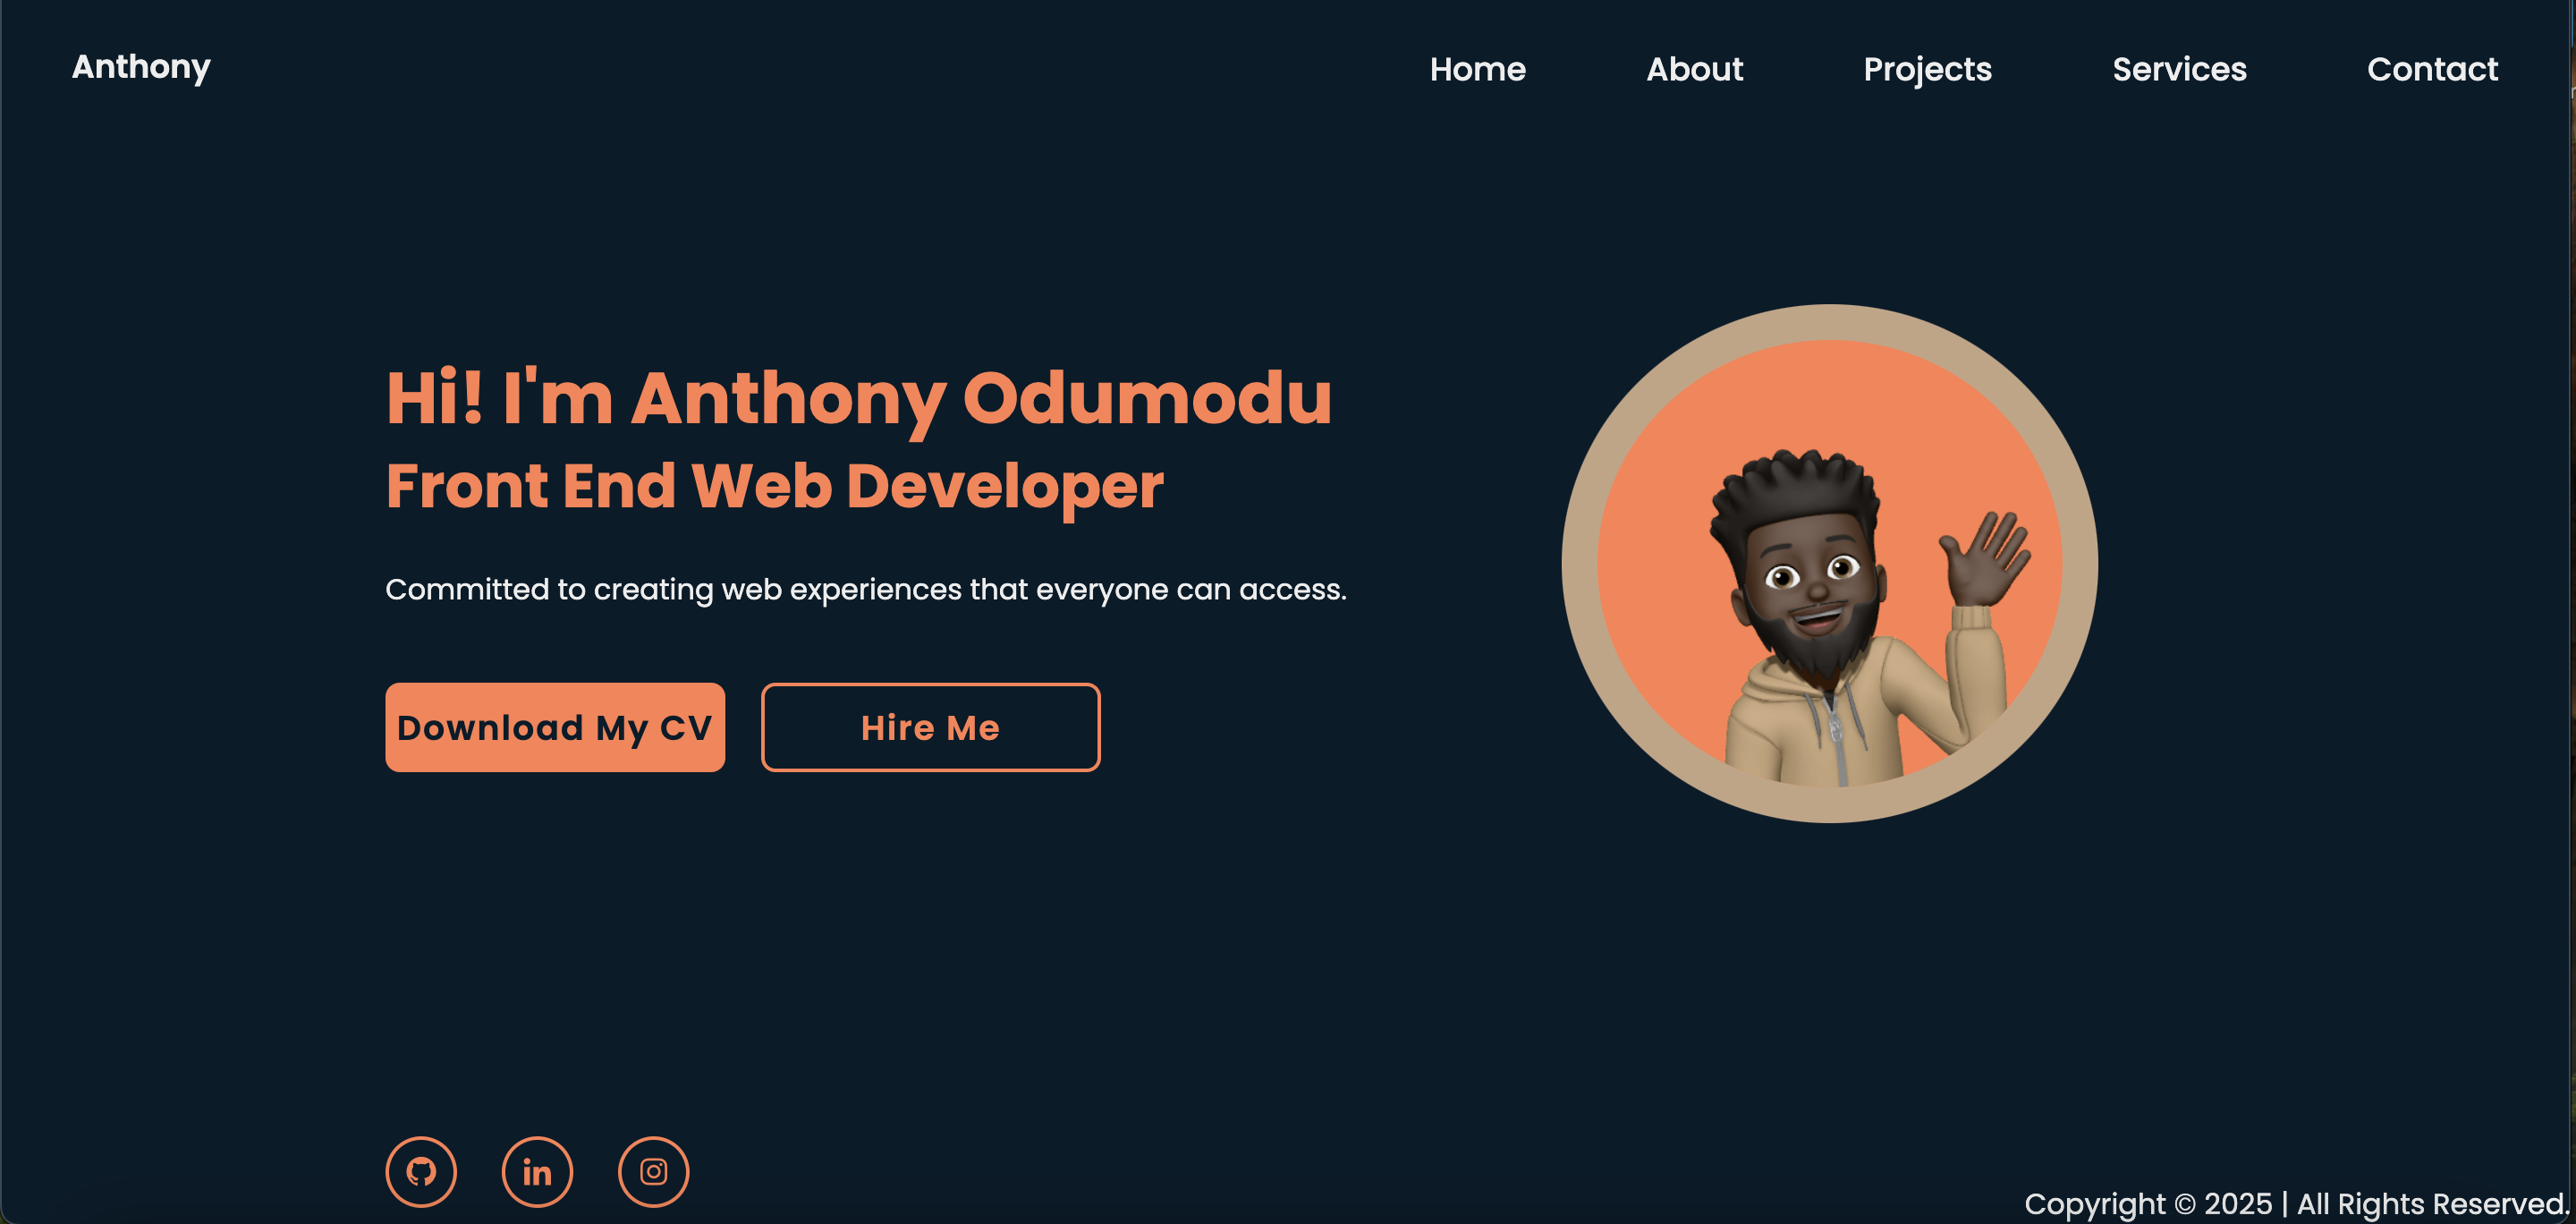 Anthony
Home About Projects Services Contact
Hi! I'm Anthony Odumodu
Front End Web Developer
Committed to creating web experiences that everyone can access.
Download My CV Hire Me
in
Copyright © 2025 | All Rights Reserved.